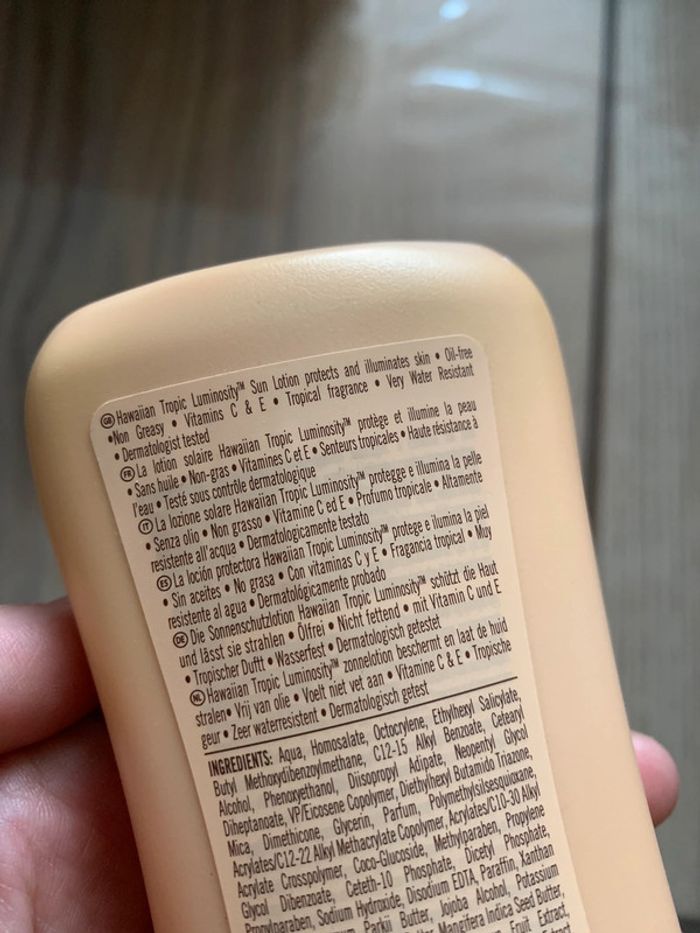 GB Hawaiian Tropic Luminosity™ Sun Lotion protects and illuminates skin • Oil-free
•Non Greasy • Vitamins C & E • Tropical fragrance • Very Water Resistant
• Dermatologist tested
FR La lotion solaire Hawaiian Tropic Luminosity™ protège et illumine la peau
• Sans huile • Non-gras • Vitamines C et E • Senteurs tropicales • Haute résistance à
l'eau • Testé sous contrôle dermatologique
IT La lozione solare Hawaiian Tropic Luminosity™ protegge e illumina la pelle
• Senza olio • Non grasso • Vitamine C ed E • Profumo tropicale • Altamente
resistente all'acqua • Dermatologicamente testato
ES La loción protectora Hawaiian Tropic Luminosity™ protege e ilumina la piel
• Sin aceites • No grasa • Con vitaminas C y E • Fragancia tropical • Muy
resistente al agua • Dermatológicamente probado
DE Die Sonnenschutzlotion Hawaiian Tropic Luminosity™ schützt die Haut
und lässt sie strahlen • Ölfrei • Nicht fettend • mit Vitamin C und E
• Tropischer Duftt • Wasserfest • Dermatologisch getestet
NL Hawaiian Tropic Luminosity™ zonnelotion beschermt en laat de huid
stralen• Vrij van olie • Voelt niet vet aan • Vitamine C & E • Tropische
geur • Zeer waterresistent • Dermatologisch getest
INGREDIENTS: Aqua, Homosalate, Octocrylene, Ethylhexyl Salicylate,
Butyl Methoxydibenzoylmethane, C12-15 Alkyl Benzoate, Cetearyl
Alcohol, Phenoxyethanol, Diisopropyl Adipate, Neopentyl Glycol
Diheptanoate, VP/Eicosene Copolymer, Diethylhexyl Butamido Triazone,
Mica, Dimethicone, Glycerin, Parfum, Polymethylsilsesquioxane,
Acrylates/C12-22 Alkyl Methacrylate Copolymer, Acrylates/C10-30 Alkyl
Acrylate Crosspolymer, Coco-Glucoside, Methylparaben, Propylene
Glycol Dibenzoate, Ceteth-10 Phosphate, Dicetyl Phosphate,
Propylparaben, Sodium Hydroxide, Disodium EDTA, Paraffin, Xanthan
Parkii Butter, Jojoba Alcohol, Potassium
Mangifera Indica Seed Butter,
Fruit Extract,